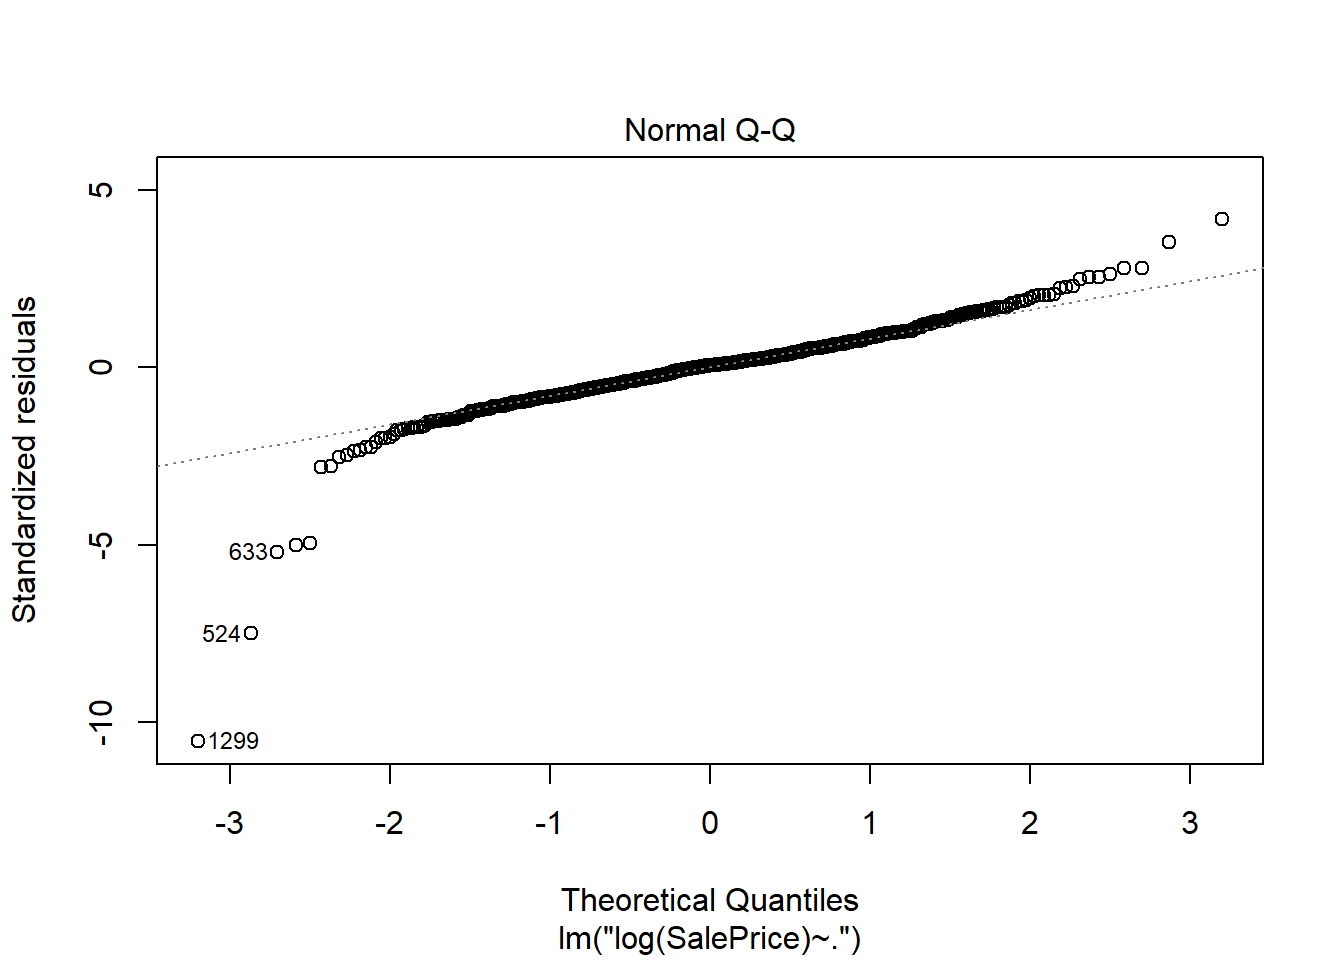 Normal Q-Q
Standardized residuals
5
0
-5
-10
633
524
1299
-3 -2 -1 0 1 2 3
Theoretical Quantiles
lm("log(SalePrice)~.")